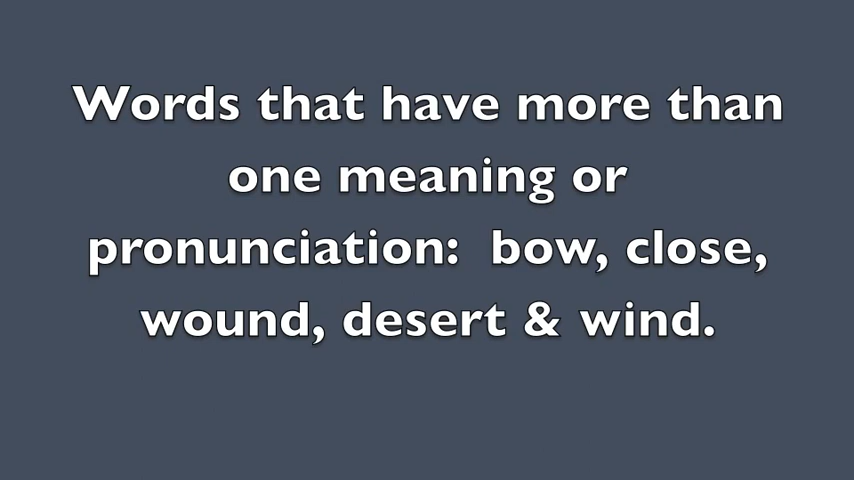 Words that have more than
one meaning or
pronunciation:  bow, close,
wound, desert & wind.